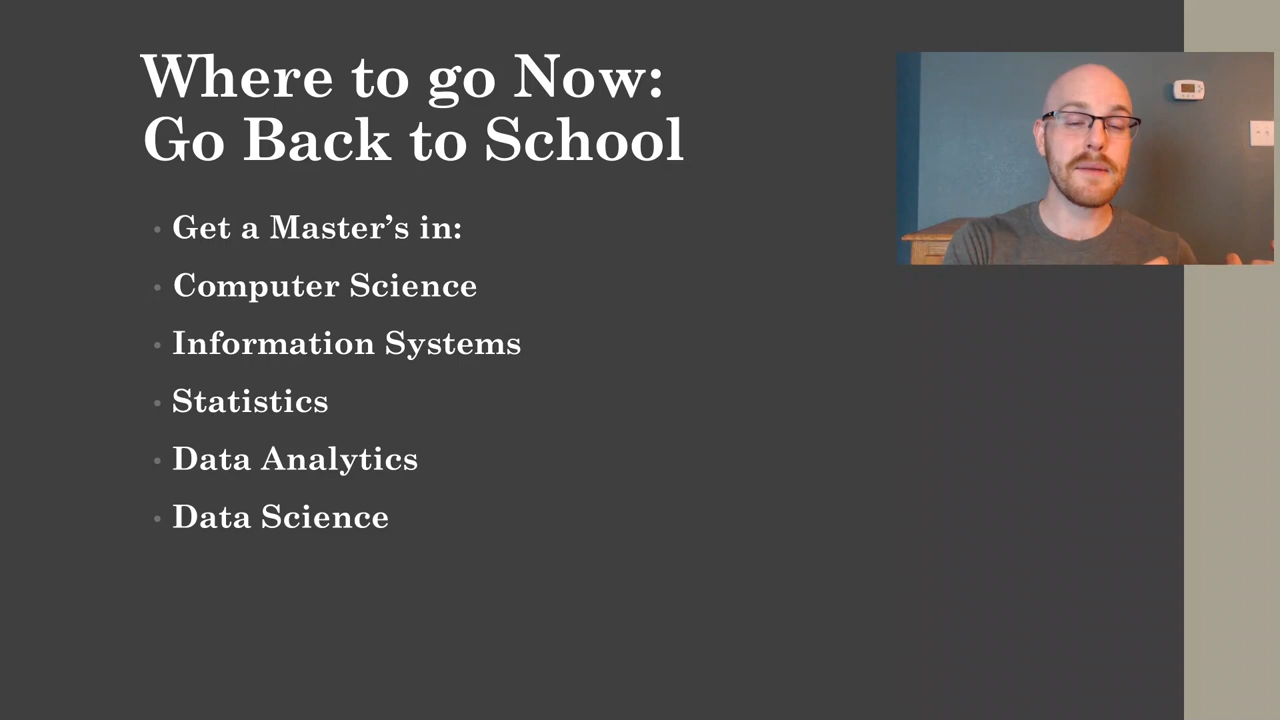 Where to go Now:
Go Back to School
Get a Master’s in:
Computer Science
Information Systems
Statistics
Data Analytics
Data Science